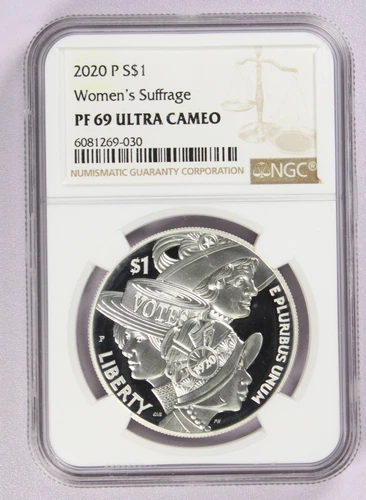 2020 P S$1
Women's Suffrage
PF 69 ULTRA CAMEO
6081269-030
NUMISMATIC GUARANTY CORPORATION
NGC®
$1
VOTES
1920
P
LIBERTY
E PLURIBUS UNUM
PH